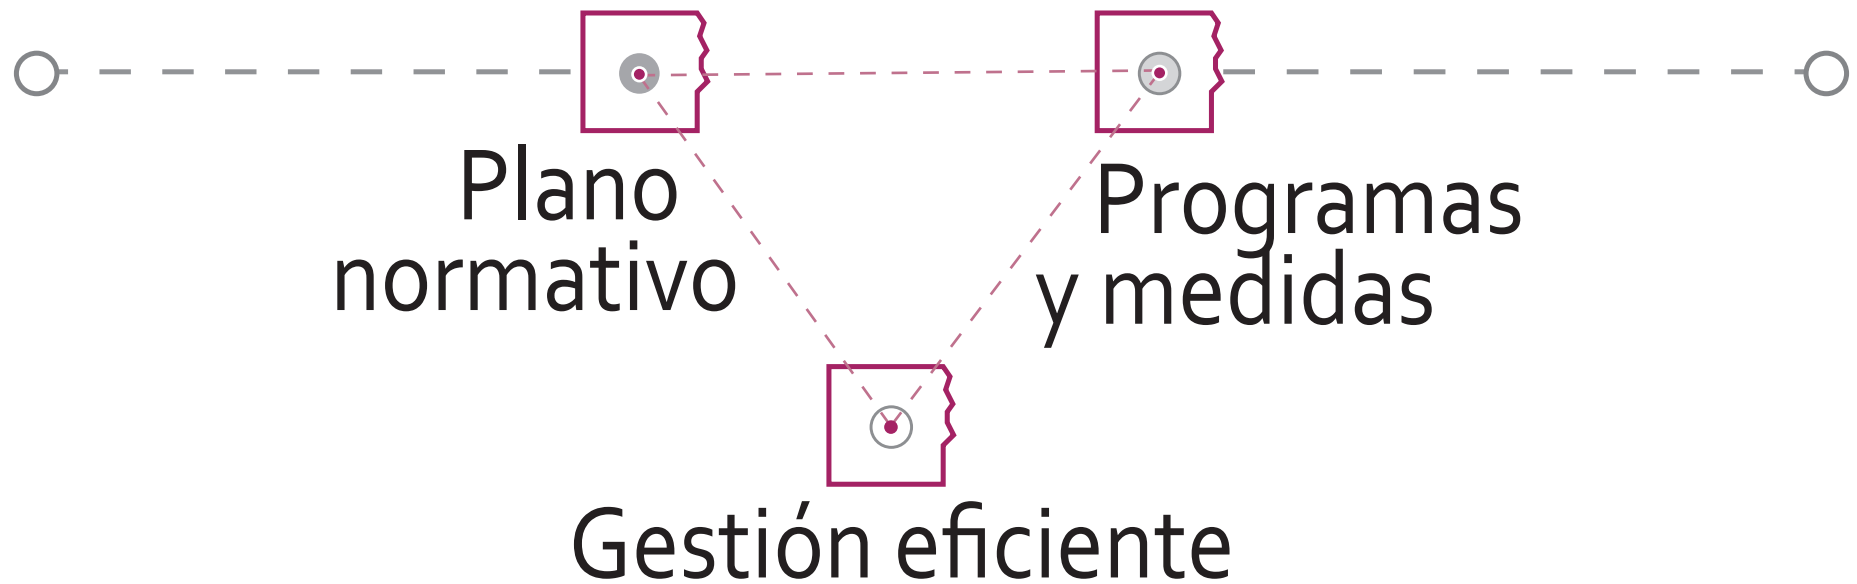 Plano
normativo
Programas
y medidas
Gestión eficiente